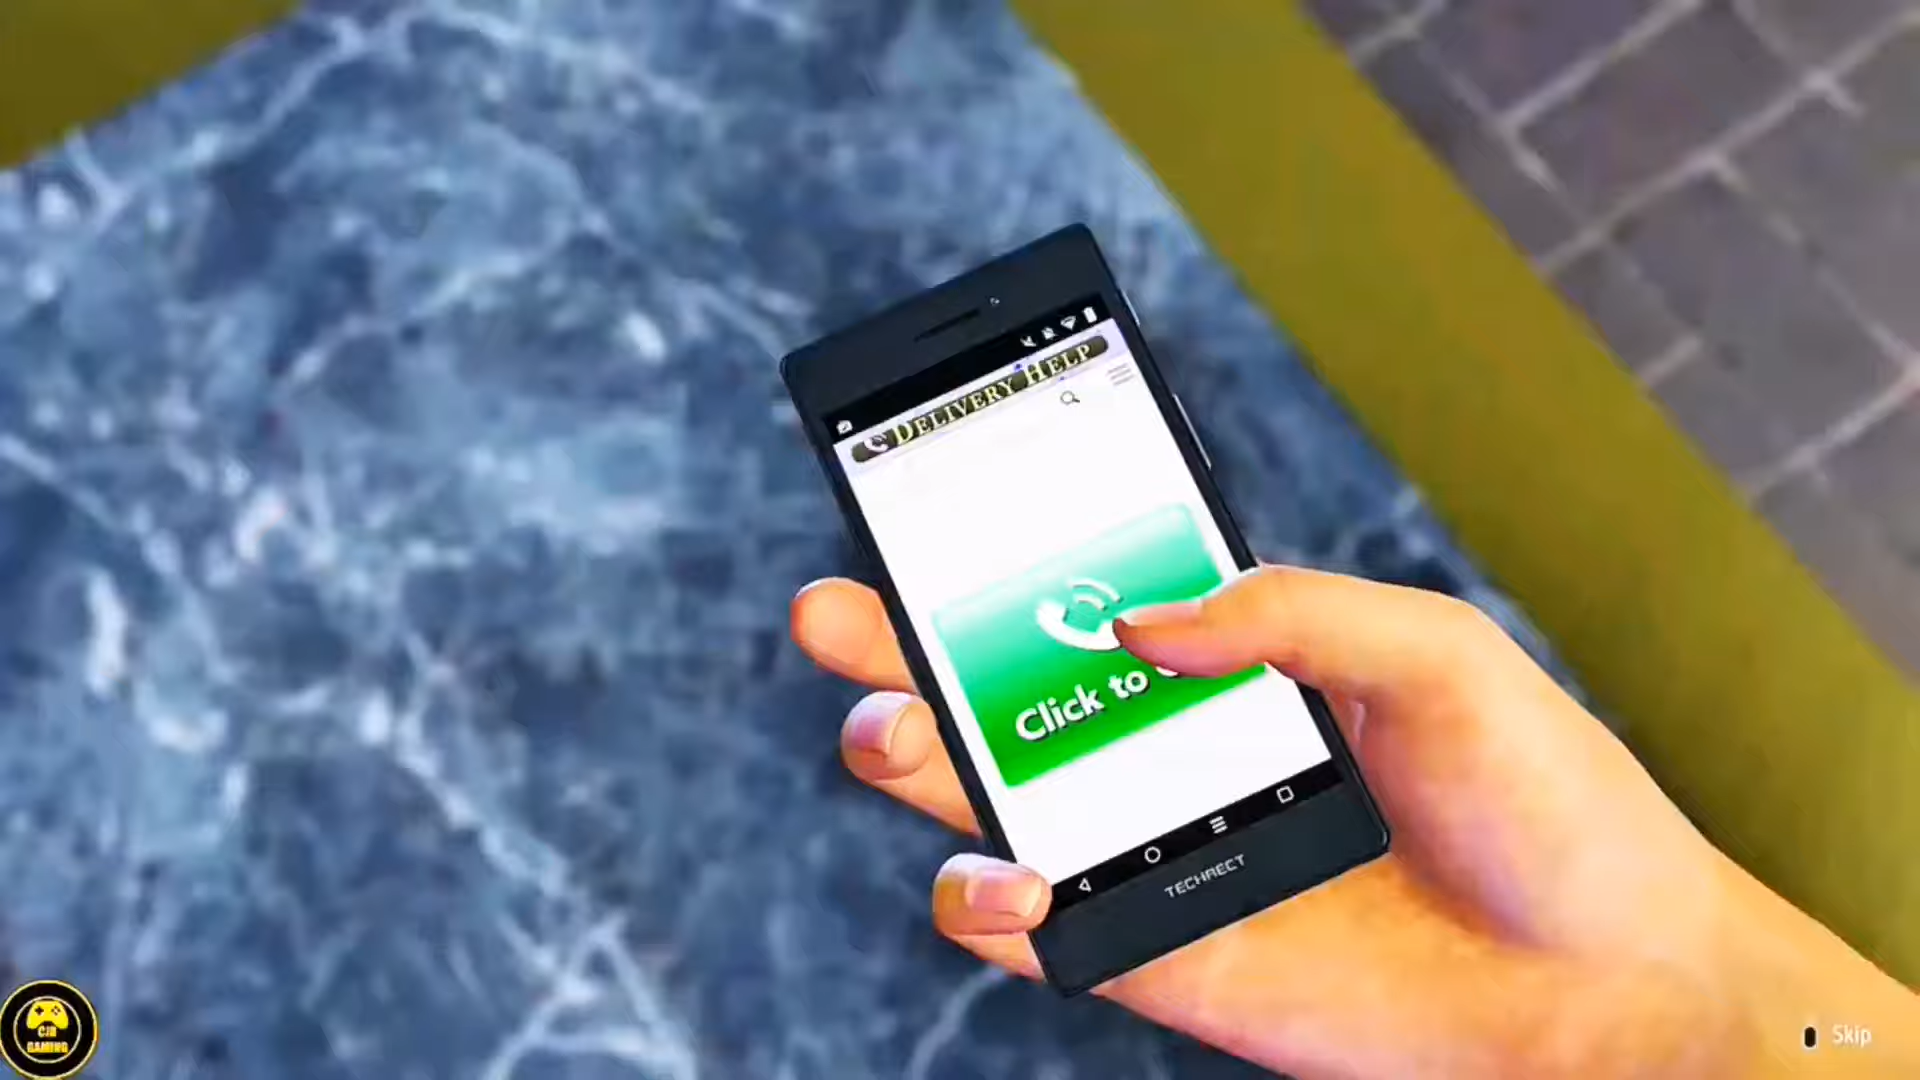 DELIVERY HELP
Click to
TECHRECT
CJR
GAMING
Skip